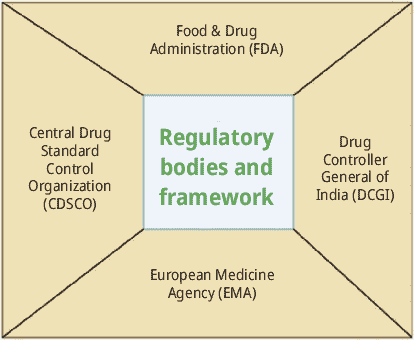 Food & Drug
Administration (FDA)
Central Drug
Standard
Control
Organization
(CDSCO)
Regulatory
bodies and
framework
Drug
Controller
General of
India (DCGI)
European Medicine
Agency (EMA)